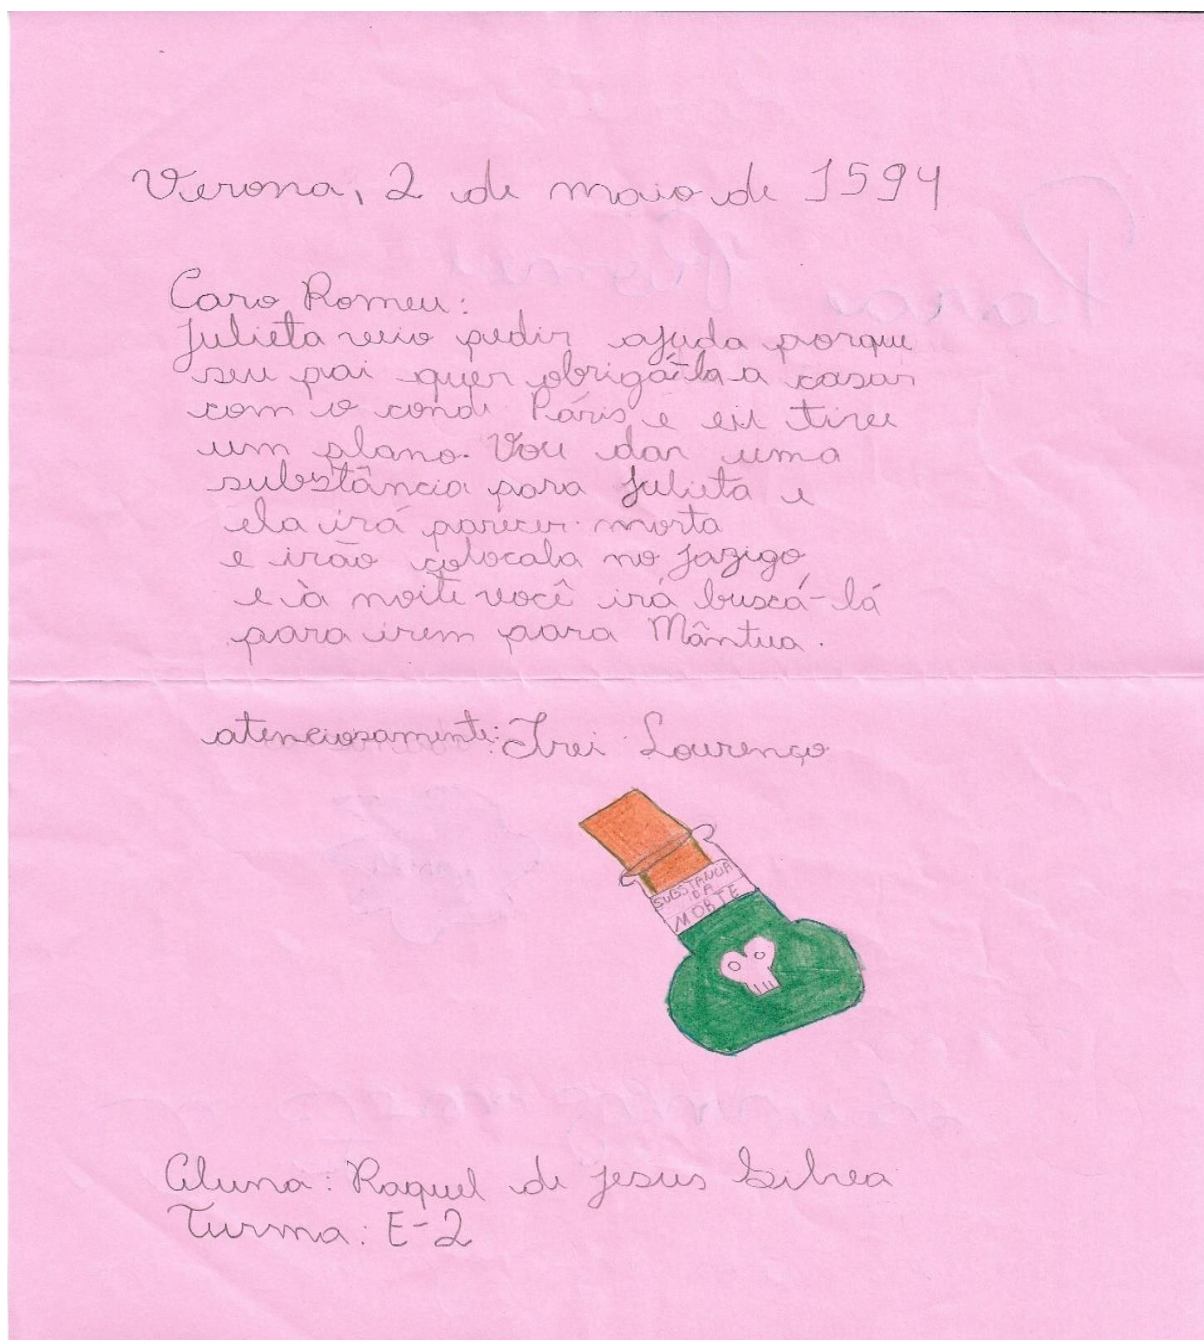 Verona, 2 de maio de 1594
Caro Romeu:
Julieta veio pedir ajuda porque
seu pai quer obrigá-la a casar
com o conde Páris e eu tive
um plano. Vou dar uma
substância para Julieta e
ela irá parecer morta
e irão colocala no jazigo
e à noite você irá buscá-lá
para irem para Mântua.
atenciosamente: Frei Lourenço
SUBSTANCIA
DA
MORTE
Aluna: Raquel de Jesus
Turma: E-2